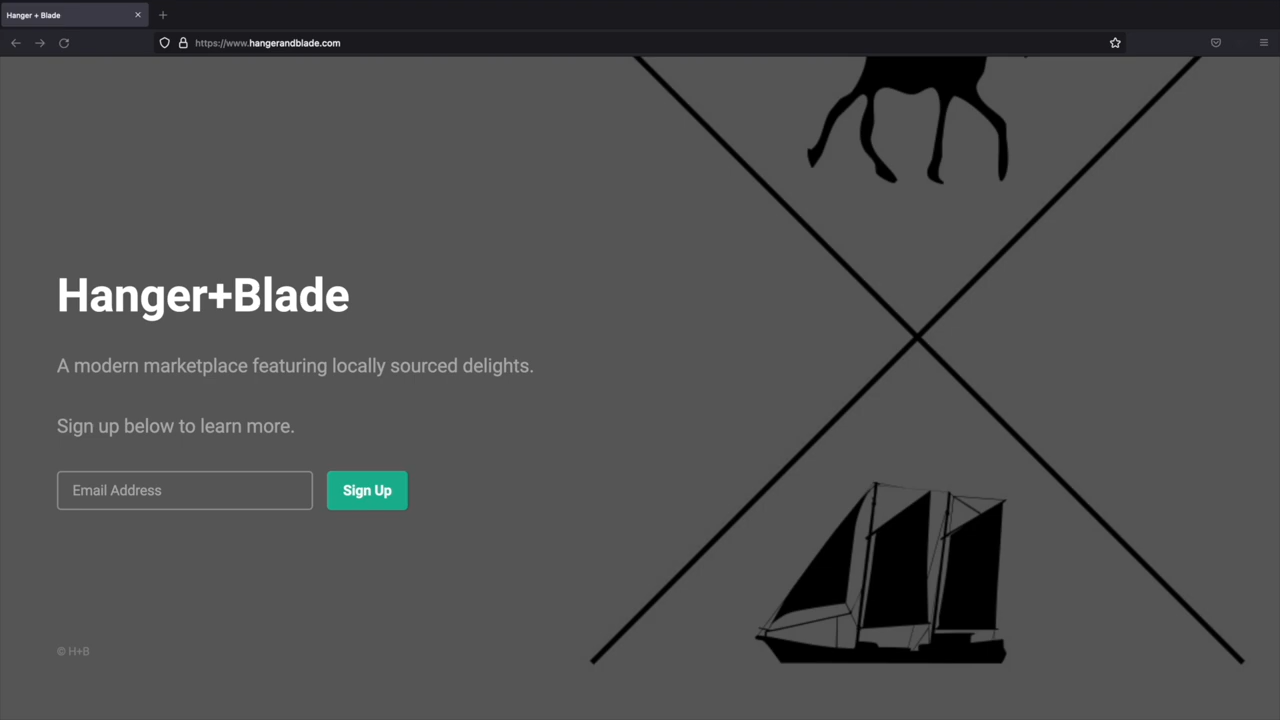 Hanger + Blade
https://www.hangerandblade.com
Hanger+Blade
A modern marketplace featuring locally sourced delights.
Sign up below to learn more.
Email Address
Sign Up
© H+B